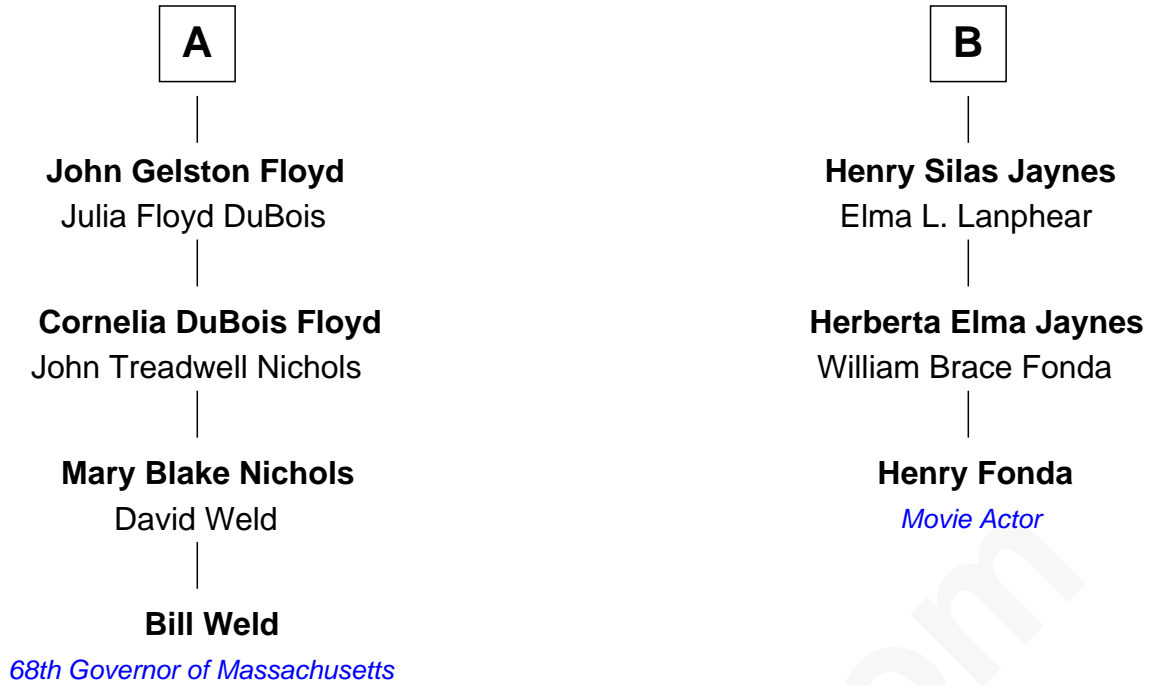 A
John Gelston Floyd
Julia Floyd DuBois
Cornelia DuBois Floyd
John Treadwell Nichols
Mary Blake Nichols
David Weld
Bill Weld
68th Governor of Massachusetts
B
Henry Silas Jaynes
Elma L. Lanphear
Herberta Elma Jaynes
William Brace Fonda
Henry Fonda
Movie Actor
om